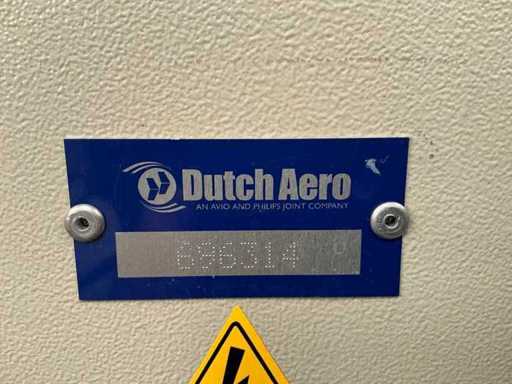 Dutch Aero
AN AVIO AND PHILIPS JOINT COMPANY
696314